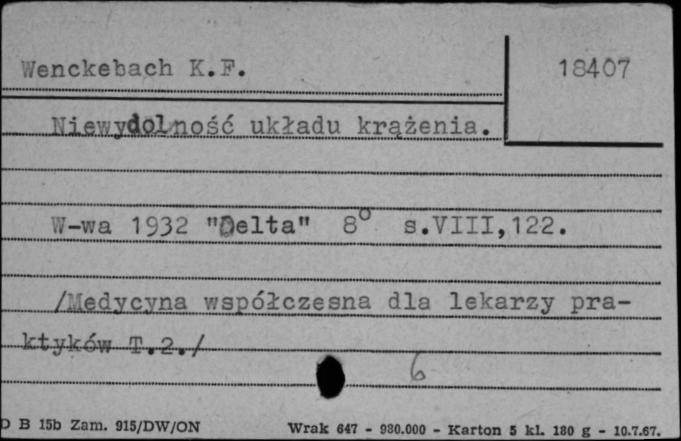 Wenckebach K.F.
18407
Niewydolność układu krążenia.
W-wa 1932 "Delta" 8° s.VIII,122.
/Medycyna współczesna dla lekarzy pra-
ktyków T.2./
6
D B 15b Zam. 915/DW/ON Wrak 647 - 980.000 - Karton 5 kl. 180 g - 10.7.67.